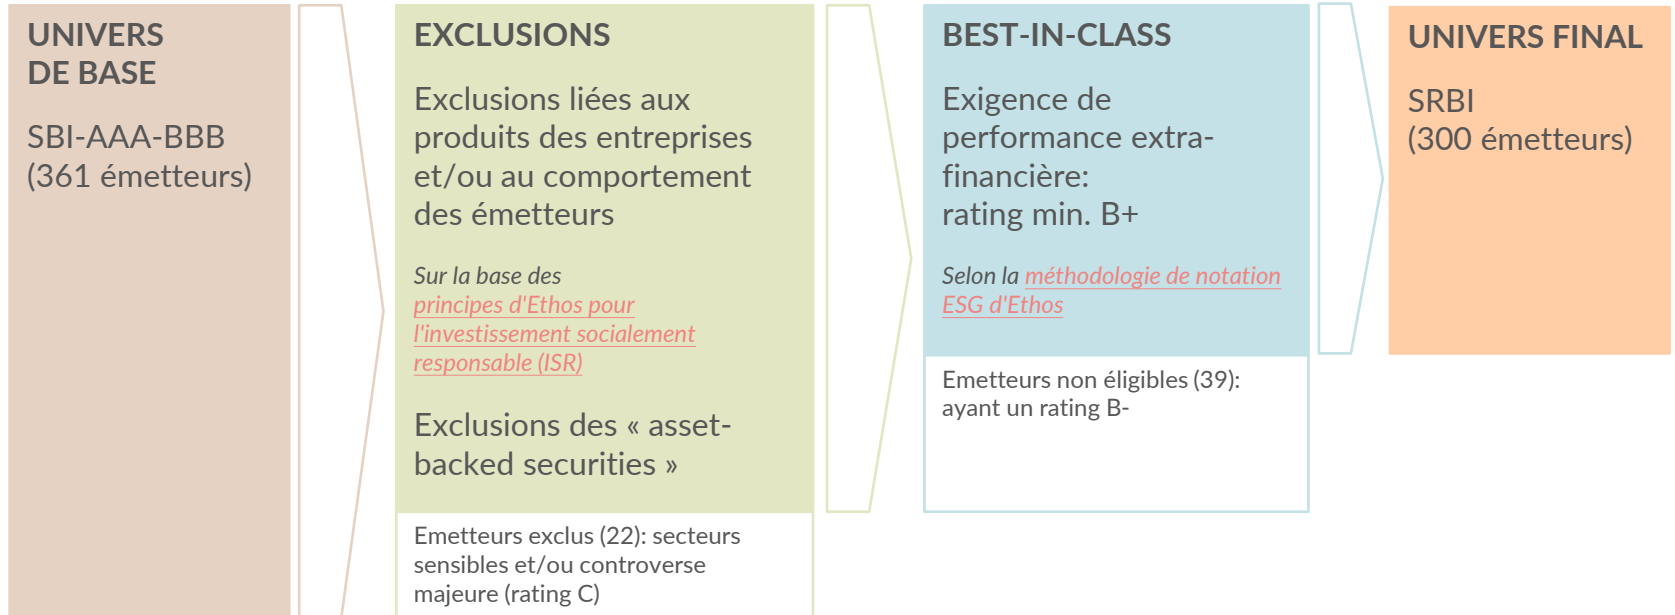 UNIVERS
DE BASE
SBI-AAA-BBB
(361 émetteurs)
EXCLUSIONS
Exclusions liées aux
produits des entreprises
et/ou au comportement
des émetteurs
Sur la base des
principes d'Ethos pour
l'investissement socialement
responsable (ISR)
Exclusions des « asset-
backed securities »
Emetteurs exclus (22): secteurs
sensibles et/ou controverse
majeure (rating C)
BEST-IN-CLASS
Exigence de
performance extra-
financière:
rating min. B+
Selon la méthodologie de notation
ESG d'Ethos
Emetteurs non éligibles (39):
ayant un rating B-
UNIVERS FINAL
SRBI
(300 émetteurs)